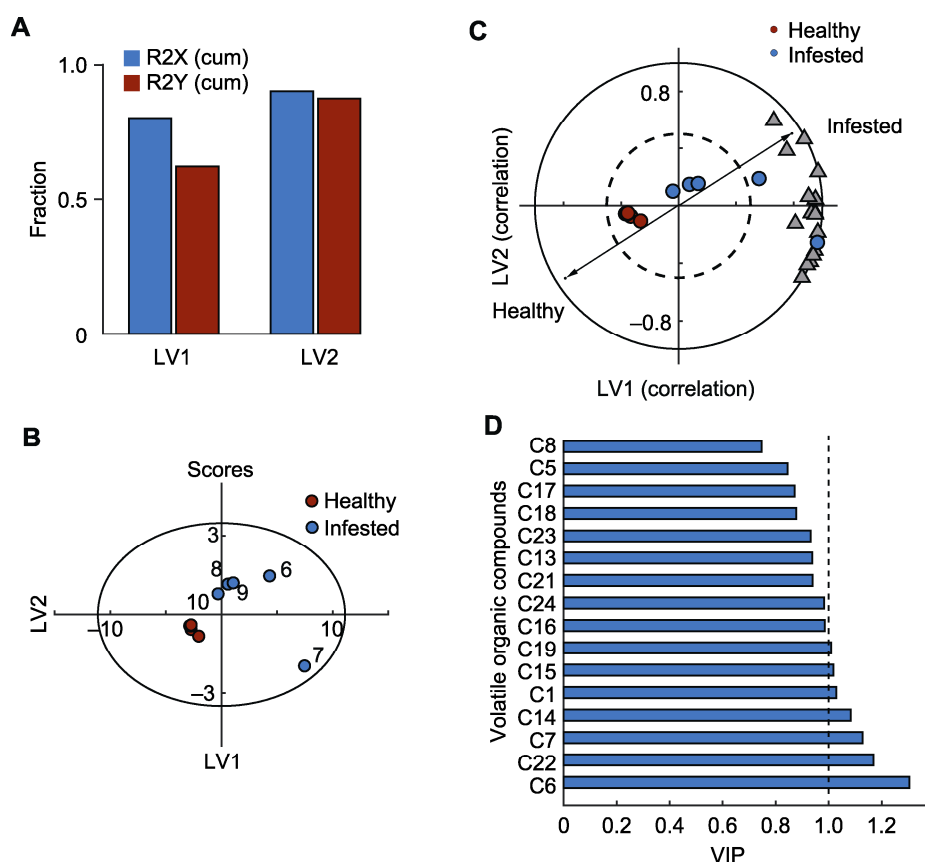 A
R2X (cum)
R2Y (cum)
1.0
0.5
0
Fraction
LV1
LV2
B
Scores
Healthy
Infested
3
8
6
9
10
LV2
−10
10
7
−3
LV1
C
Healthy
Infested
0.8
Infested
LV2 (correlation)
Healthy
−0.8
LV1 (correlation)
D
Volatile organic compounds
C8
C5
C17
C18
C23
C13
C21
C24
C16
C19
C15
C1
C14
C7
C22
C6
0 0.2 0.4 0.6 0.8 1.0 1.2
VIP